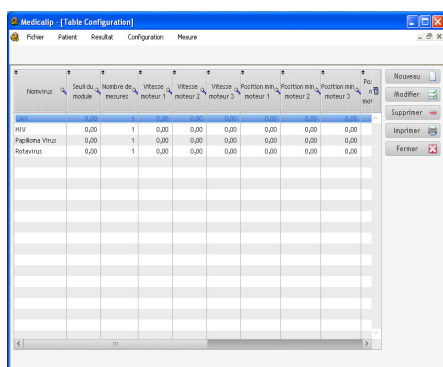 Medicalip - [Table Configuration]
Fichier Patient Resultat Configuration Mesure
Nomvirus Seuil du module Nombre de mesures Vitesse moteur 1 Vitesse moteur 2 Vitesse moteur 3 Position min moteur 1 Position min moteur 2 Position min moteur 3
CMV 0,00 1 0,00 0,00 0,00 0,00 0,00 0,00
HIV 0,00 1 0,00 0,00 0,00 0,00 0,00 0,00
Papilloma Virus 0,00 1 0,00 0,00 0,00 0,00 0,00 0,00
Rotavirus 0,00 1 0,00 0,00 0,00 0,00 0,00 0,00
Nouveau
Modifier
Supprimer
Imprimer
Fermer